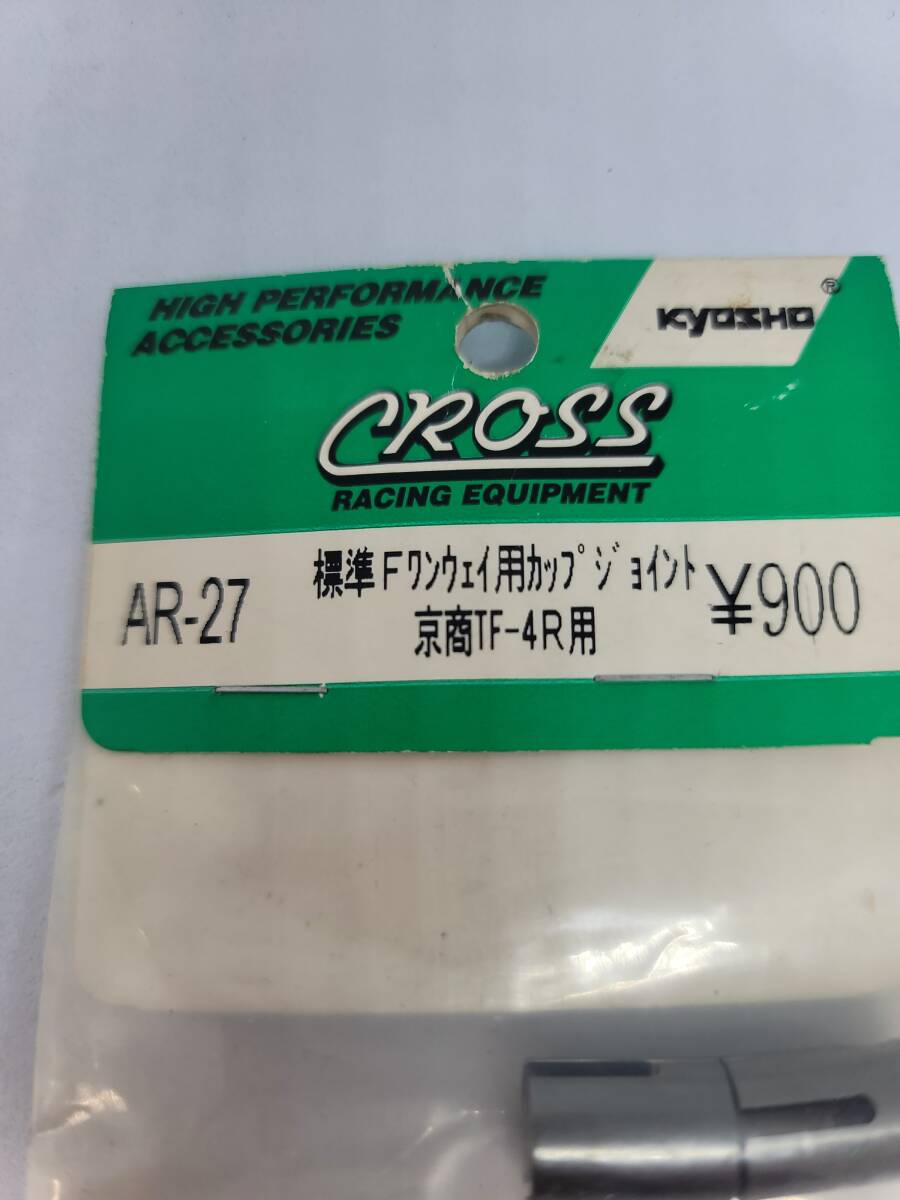 HIGH PERFORMANCE
ACCESSORIES
KYOSHO®
CROSS
RACING EQUIPMENT
AR-27
標準Fワンウェイ用カップジョイント
京商TF-4R用
¥900